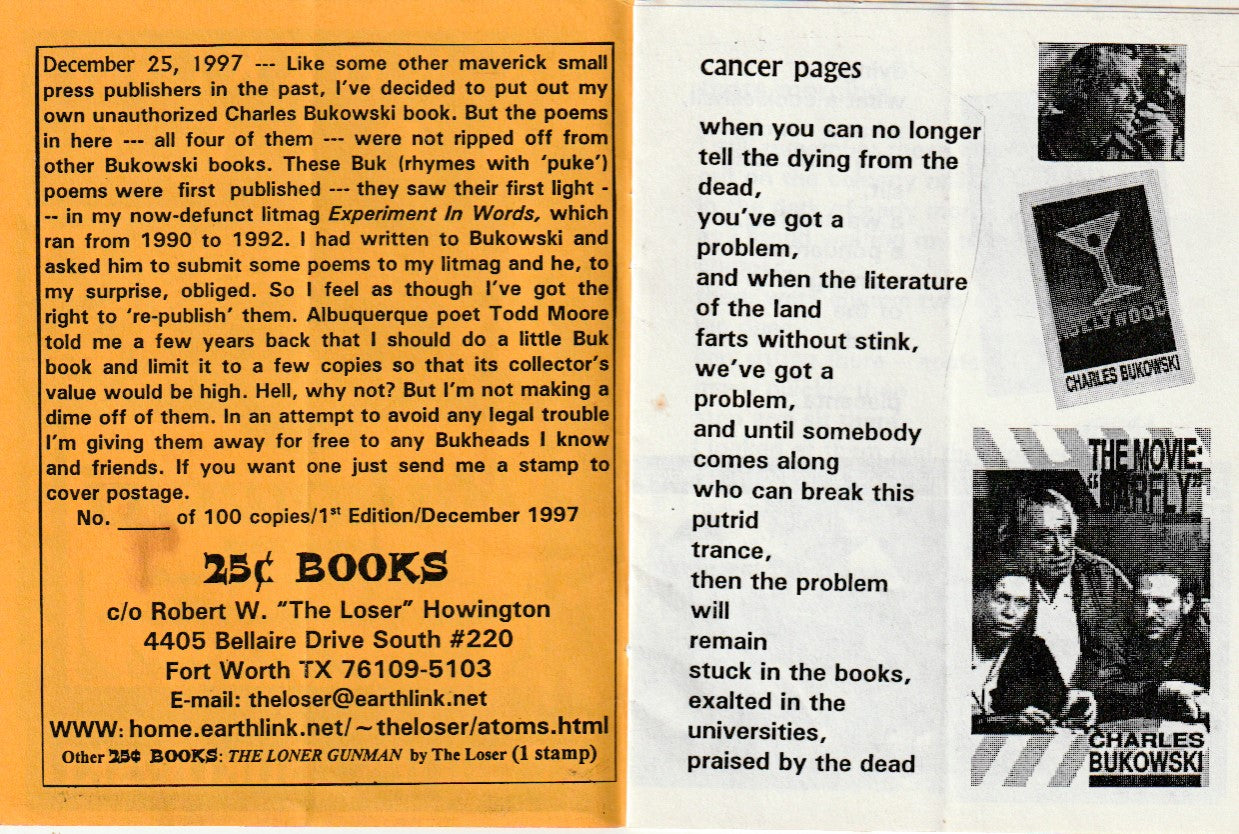 December 25, 1997 --- Like some other maverick small
press publishers in the past, I've decided to put out my
own unauthorized Charles Bukowski book. But the poems
in here --- all four of them --- were not ripped off from
other Bukowski books. These Buk (rhymes with 'puke')
poems were first published --- they saw their first light -
-- in my now-defunct litmag Experiment In Words, which
ran from 1990 to 1992. I had written to Bukowski and
asked him to submit some poems to my litmag and he, to
my surprise, obliged. So I feel as though I've got the
right to 're-publish' them. Albuquerque poet Todd Moore
told me a few years back that I should do a little Buk
book and limit it to a few copies so that its collector's
value would be high. Hell, why not? But I'm not making a
dime off of them. In an attempt to avoid any legal trouble
I'm giving them away for free to any Bukheads I know
and friends. If you want one just send me a stamp to
cover postage.
No. ____ of 100 copies/1st Edition/December 1997
25¢ BOOKS
c/o Robert W. "The Loser" Howington
4405 Bellaire Drive South #220
Fort Worth TX 76109-5103
E-mail: theloser@earthlink.net
WWW: home.earthlink.net/~theloser/atoms.html
Other 25¢ BOOKS: THE LONER GUNMAN by The Loser (1 stamp)
cancer pages
when you can no longer
tell the dying from the
dead,
you've got a
problem,
and when the literature
of the land
farts without stink,
we've got a
problem,
and until somebody
comes along
who can break this
putrid
trance,
then the problem
will
remain
stuck in the books,
exalted in the
universities,
praised by the dead
HOLLYWOOD
CHARLES BUKOWSKI
THE MOVIE:
"BARFLY"
CHARLES
BUKOWSKI